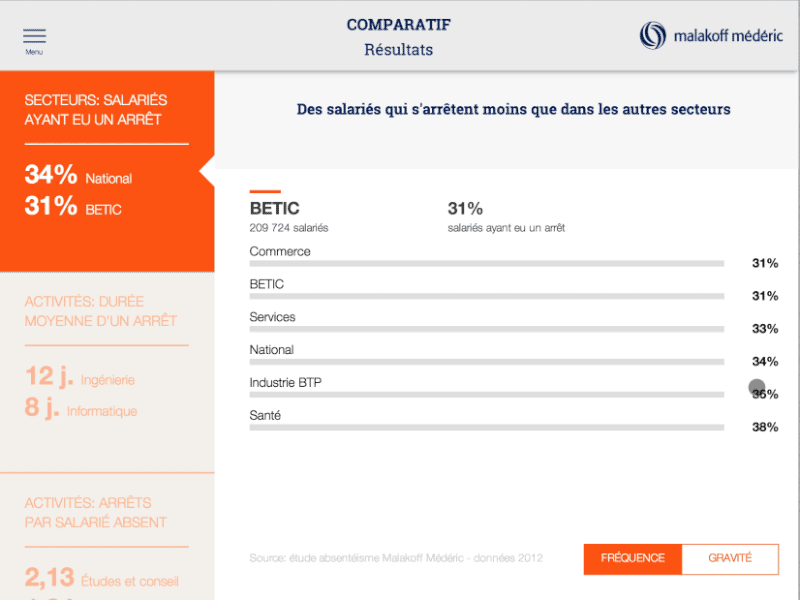 Menu
COMPARATIF
Résultats
malakoff médéric
SECTEURS: SALARIÉS
AYANT EU UN ARRÊT
34% National
31% BETIC
ACTIVITÉS: DURÉE
MOYENNE D'UN ARRÊT
12 j. Ingénierie
8 j. Informatique
ACTIVITÉS: ARRÊTS
PAR SALARIÉ ABSENT
2,13 Études et conseil
Des salariés qui s'arrêtent moins que dans les autres secteurs
BETIC 31%
209 724 salariés salariés ayant eu un arrêt
Commerce 31%
BETIC 31%
Services 33%
National 34%
Industrie BTP 36%
Santé 38%
Source: étude absentéisme Malakoff Médéric - données 2012
FRÉQUENCE GRAVITÉ